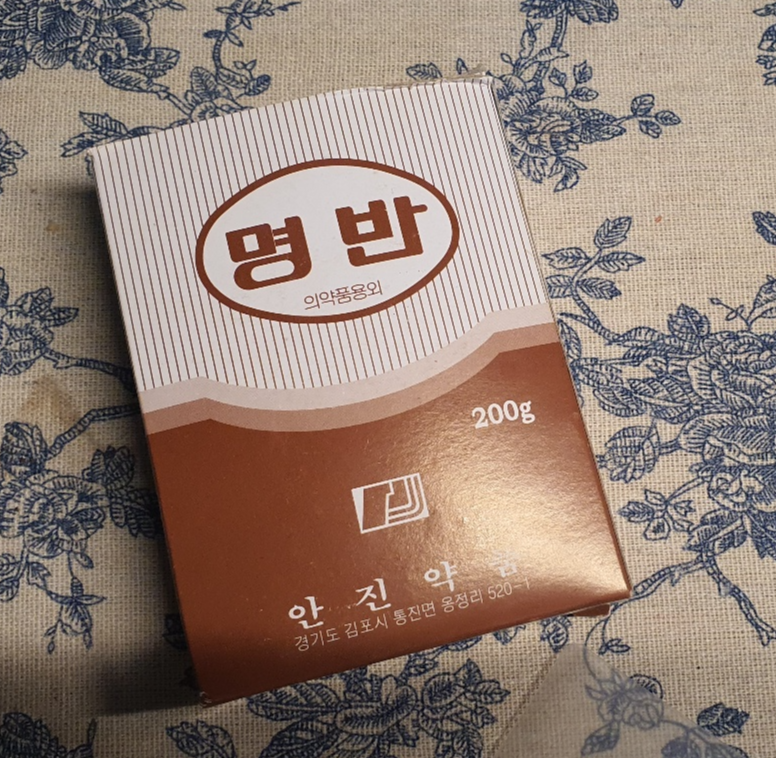 명반
의약품용외
200g
안진약품
경기도 김포시 통진면 옹정리 520-1